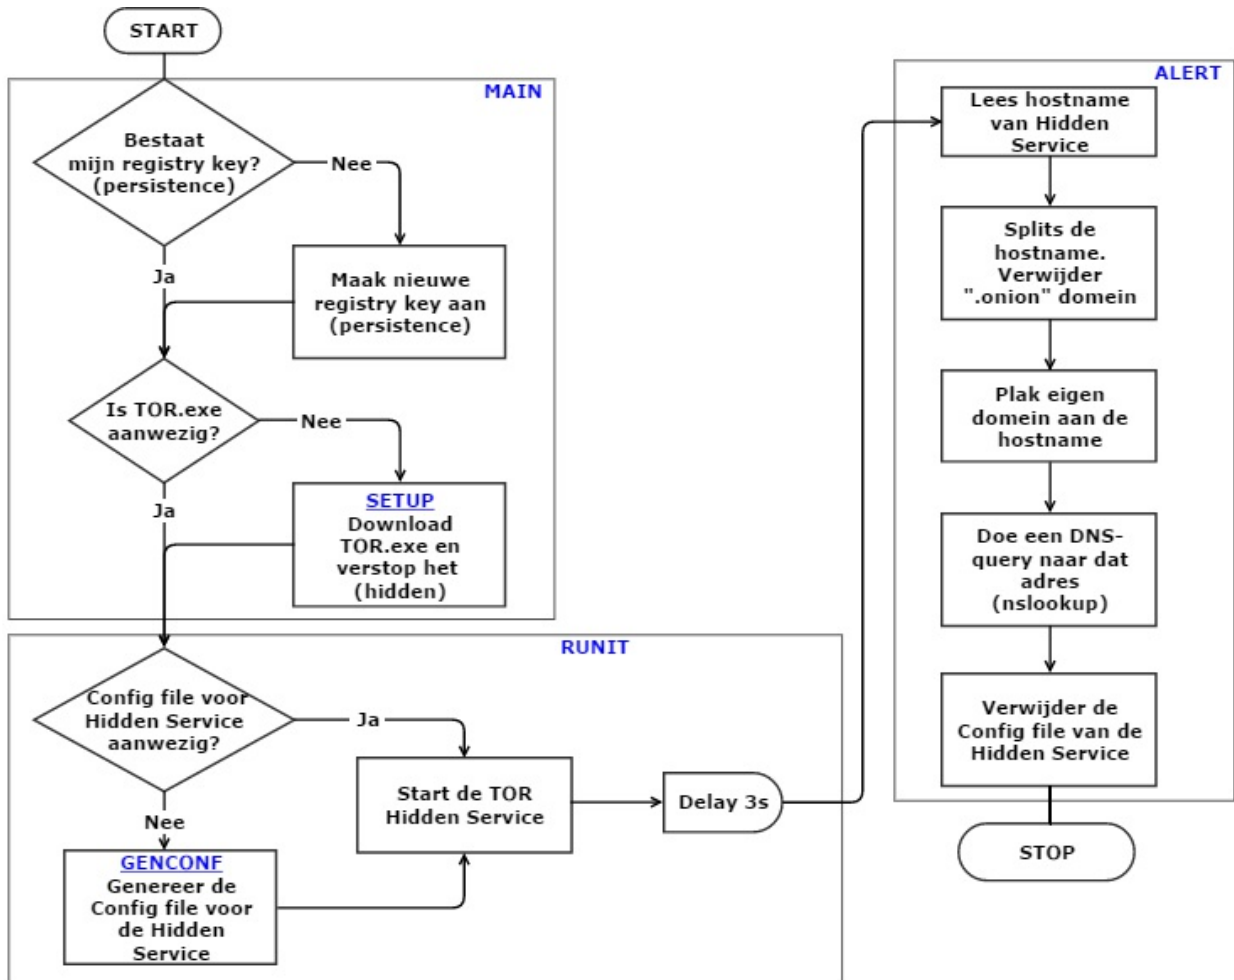 START
MAIN
Bestaat
mijn registry key?
(persistence)
Nee
Ja
Maak nieuwe
registry key aan
(persistence)
Is TOR.exe
aanwezig?
Nee
Ja
SETUP
Download
TOR.exe en
verstop het
(hidden)
RUNIT
Config file voor
Hidden Service
aanwezig?
Ja
Nee
GENCONF
Genereer de
Config file voor
de Hidden
Service
Start de TOR
Hidden Service
Delay 3s
ALERT
Lees hostname
van Hidden
Service
Splits de
hostname.
Verwijder
".onion" domein
Plak eigen
domein aan de
hostname
Doe een DNS-
query naar dat
adres
(nslookup)
Verwijder de
Config file van de
Hidden Service
STOP